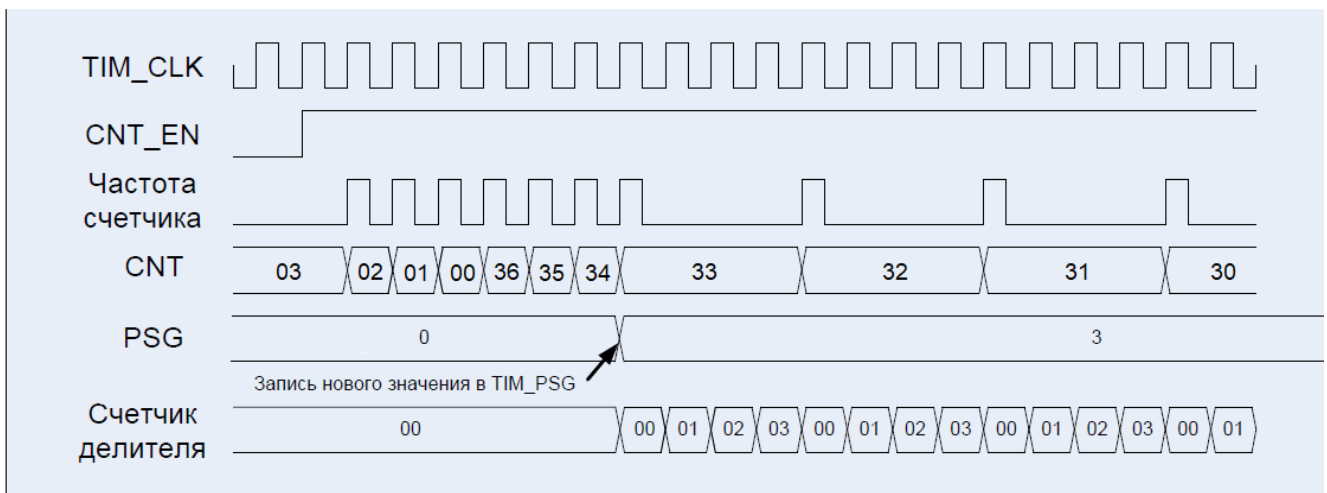 TIM_CLK
CNT_EN
Частота
счетчика
CNT
03 02 01 00 36 35 34 33 32 31 30
PSG
0 3
Запись нового значения в TIM_PSG
Счетчик
делителя
00 00 01 02 03 00 01 02 03 00 01 02 03 00 01